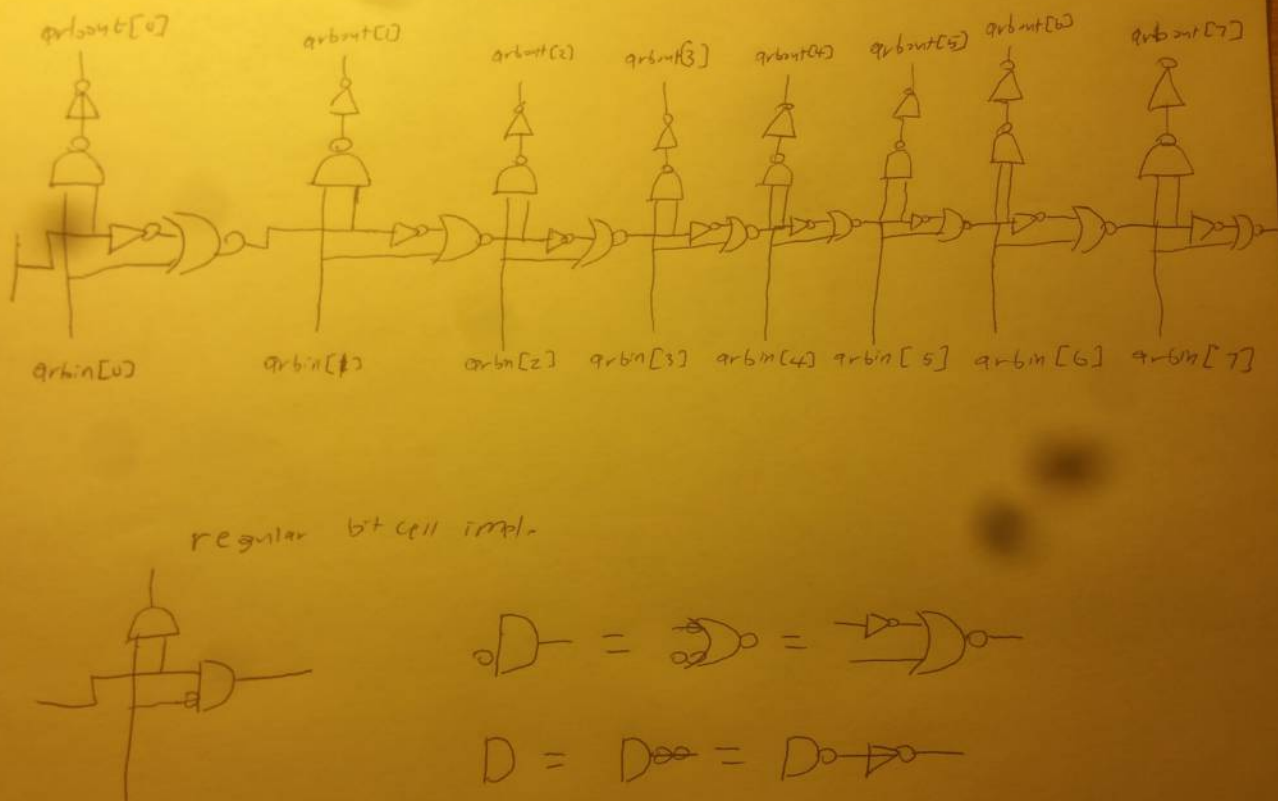 arbout[0] arbout[1] arbout[2] arbout[3] arbout[4] arbout[5] arbout[6] arbout[7]
arbin[0] arbin[1] arbin[2] arbin[3] arbin[4] arbin[5] arbin[6] arbin[7]
regular bit cell impl.
= = =
= = =